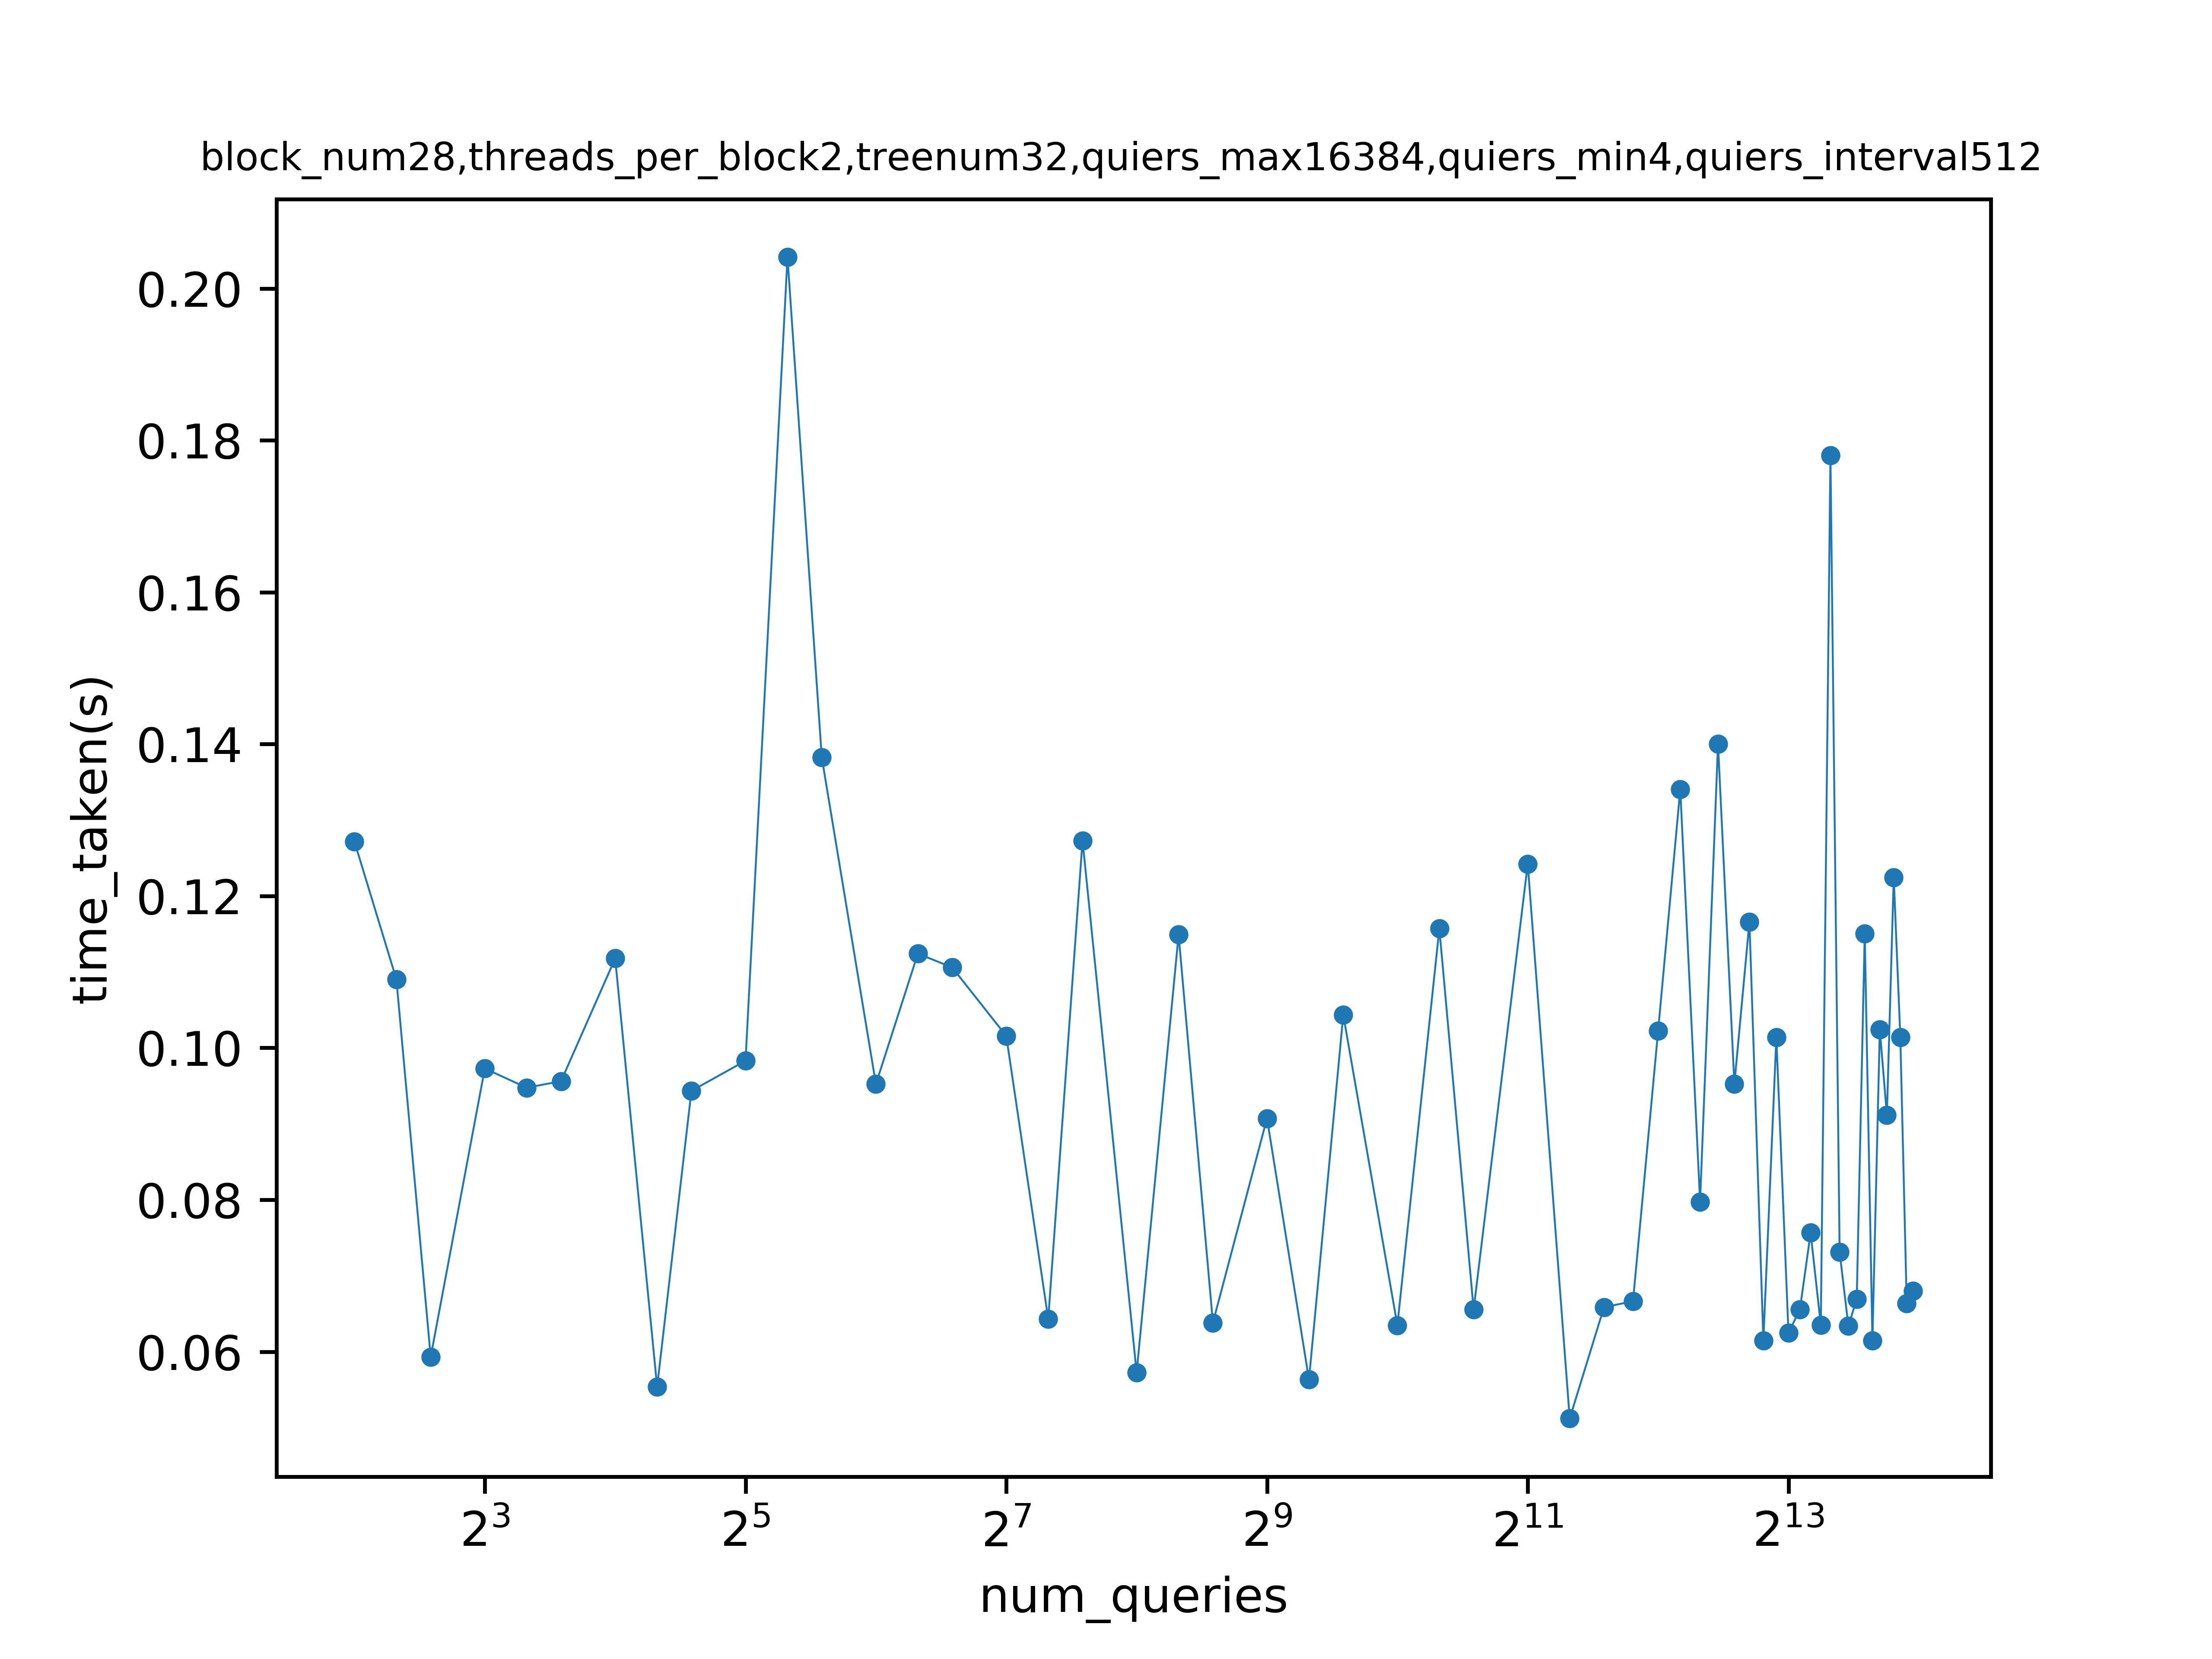 block_num28,threads_per_block2,treenum32,quiers_max16384,quiers_min4,quiers_interval512
time_taken(s)
0.20
0.18
0.16
0.14
0.12
0.10
0.08
0.06
2³ 2⁵ 2⁷ 2⁹ 2¹¹ 2¹³
num_queries